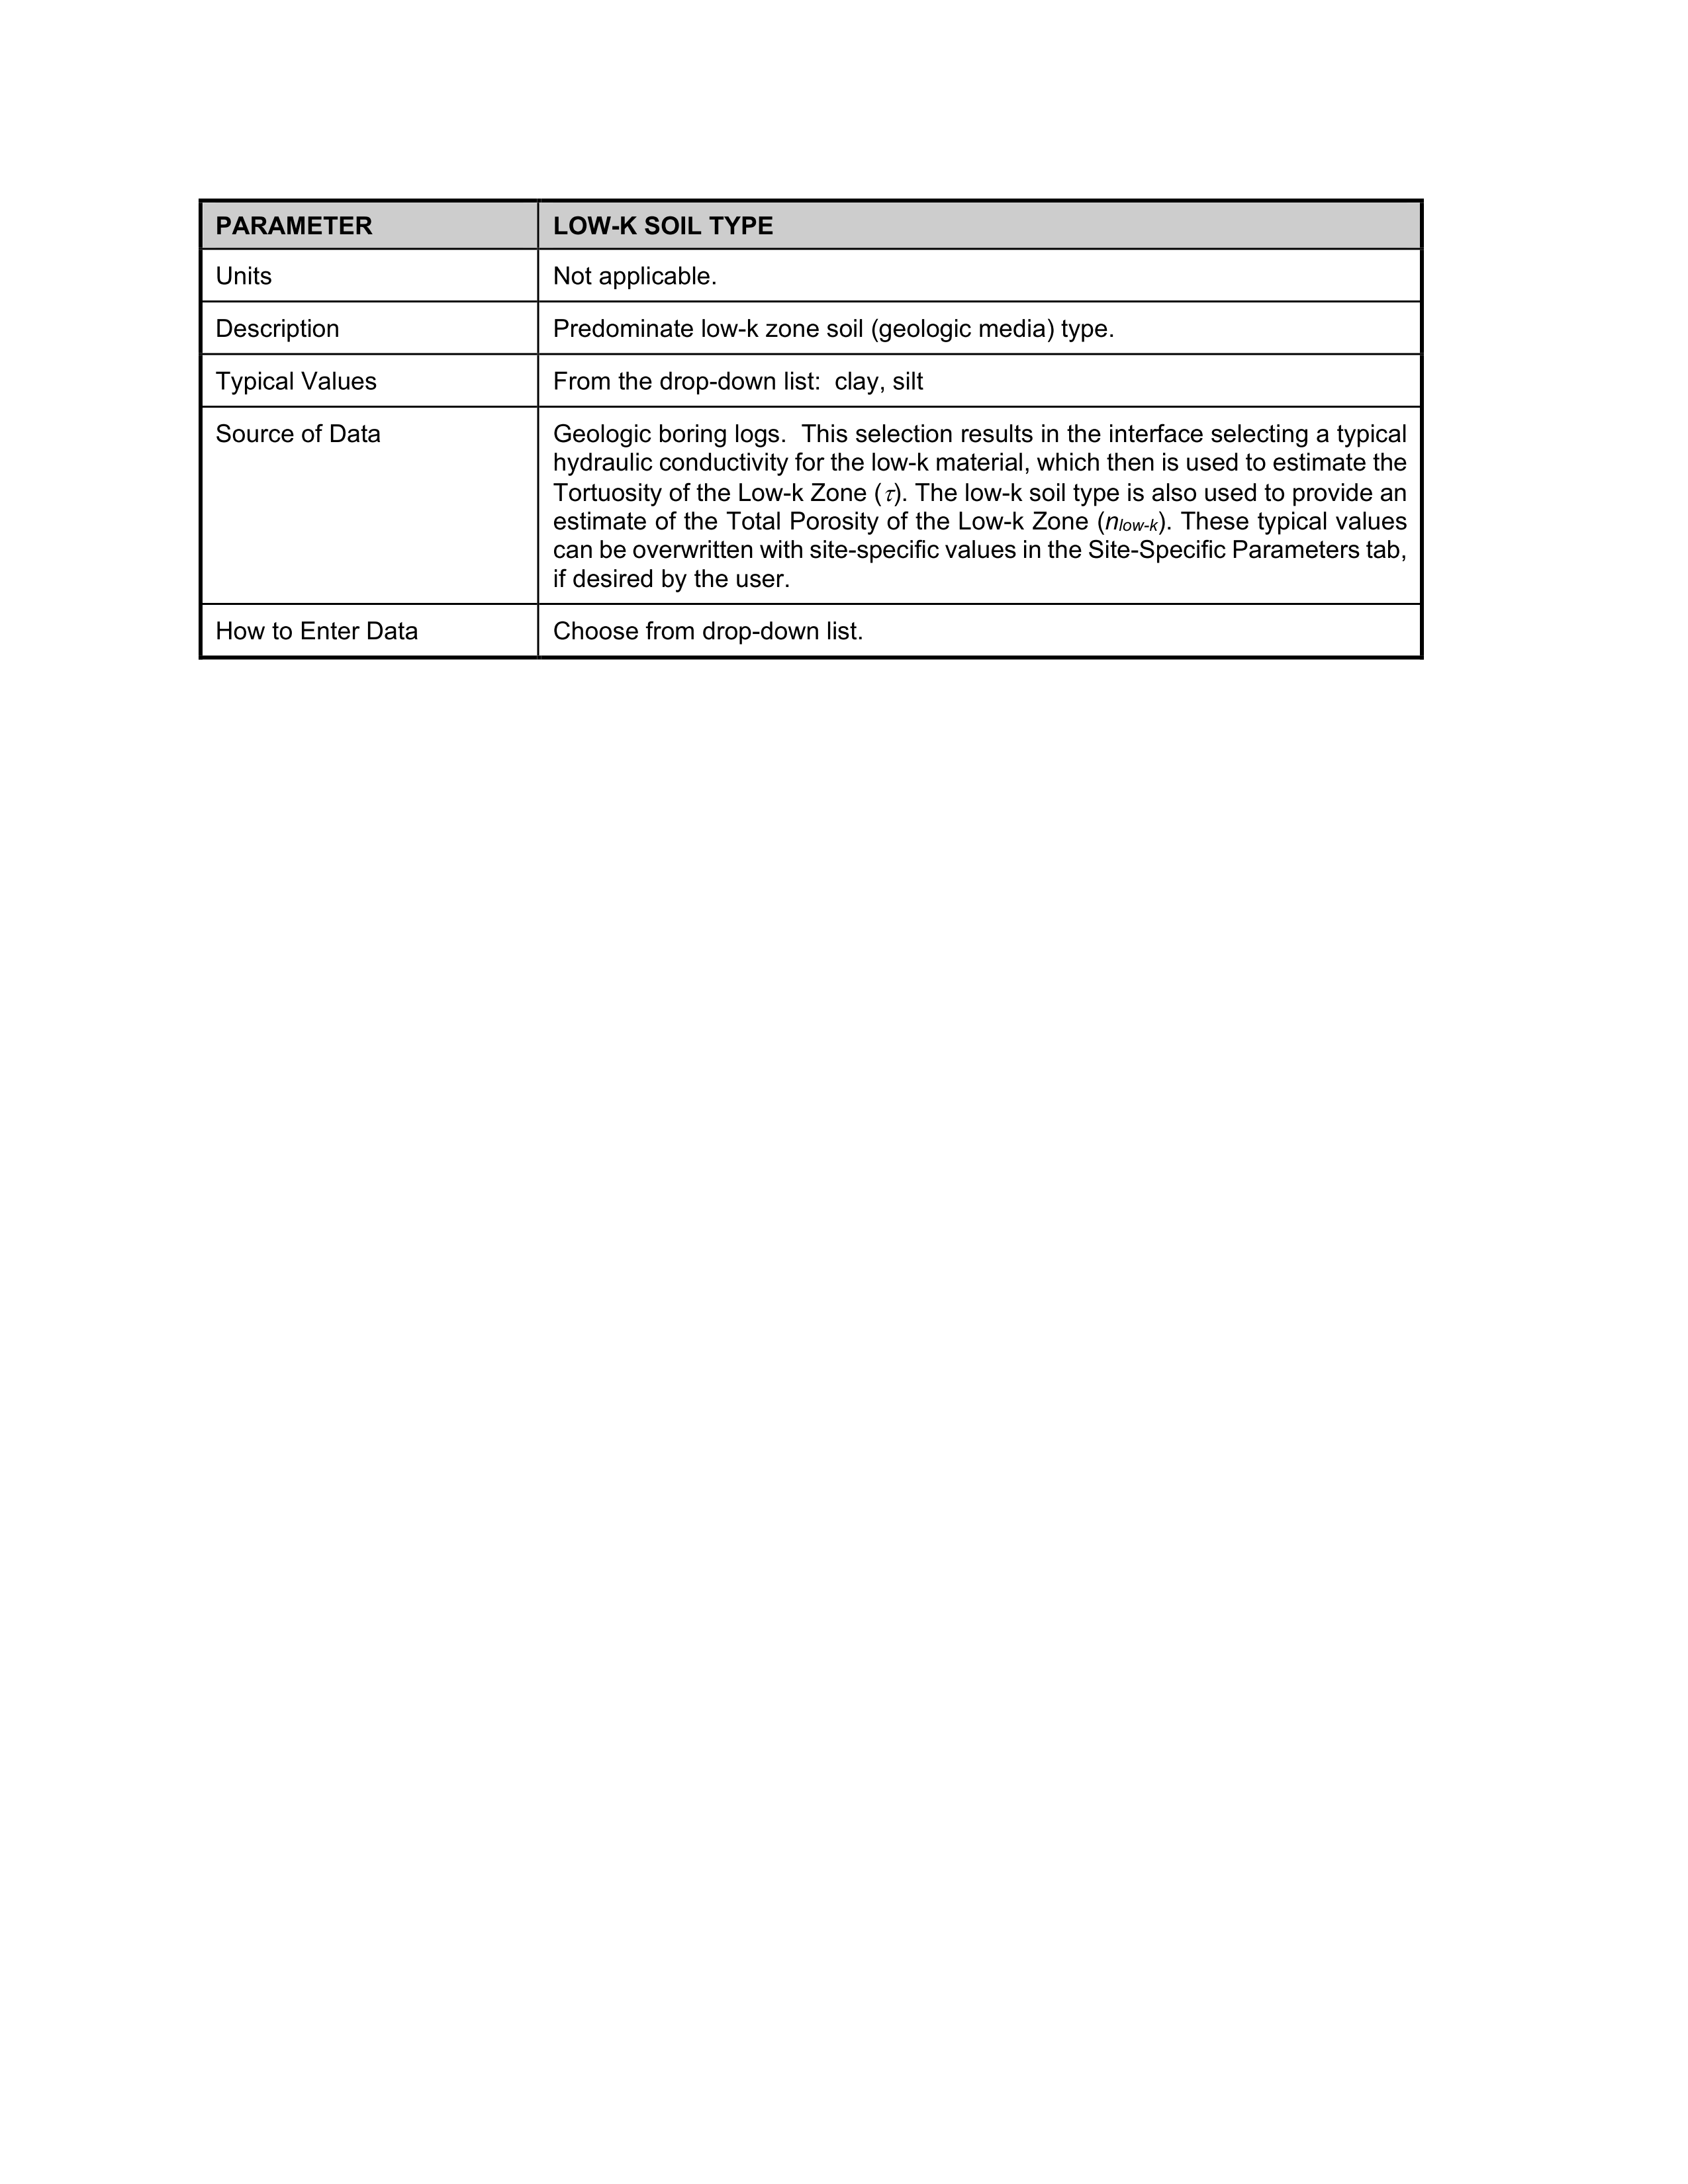 PARAMETER LOW-K SOIL TYPE
Units Not applicable.
Description Predominate low-k zone soil (geologic media) type.
Typical Values From the drop-down list:  clay, silt
Source of Data Geologic boring logs.  This selection results in the interface selecting a typical
hydraulic conductivity for the low-k material, which then is used to estimate the
Tortuosity of the Low-k Zone (τ). The low-k soil type is also used to provide an
estimate of the Total Porosity of the Low-k Zone (nlow-k). These typical values
can be overwritten with site-specific values in the Site-Specific Parameters tab,
if desired by the user.
How to Enter Data Choose from drop-down list.